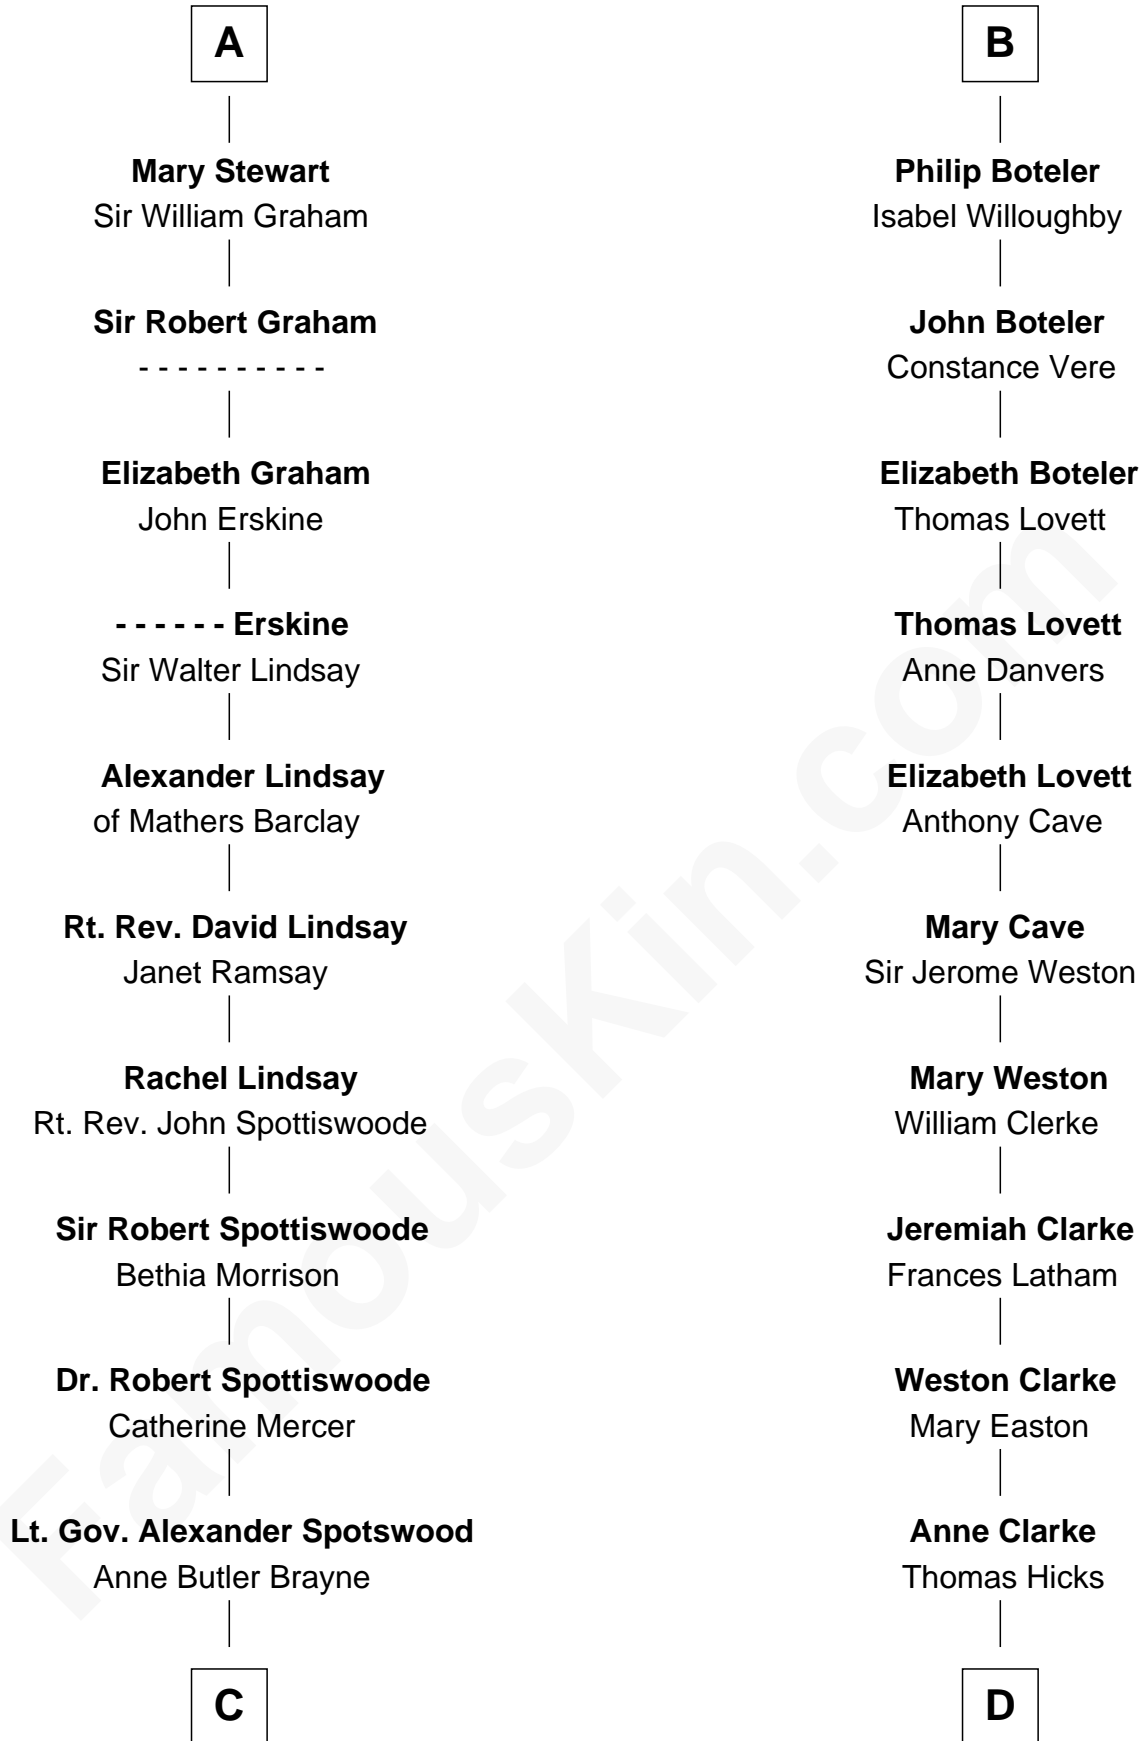 A
Mary Stewart
Sir William Graham
Sir Robert Graham
- - - - - - - - - -
Elizabeth Graham
John Erskine
- - - - - - Erskine
Sir Walter Lindsay
Alexander Lindsay
of Mathers Barclay
Rt. Rev. David Lindsay
Janet Ramsay
Rachel Lindsay
Rt. Rev. John Spottiswoode
Sir Robert Spottiswoode
Bethia Morrison
Dr. Robert Spottiswoode
Catherine Mercer
Lt. Gov. Alexander Spotswood
Anne Butler Brayne
C
B
Philip Boteler
Isabel Willoughby
John Boteler
Constance Vere
Elizabeth Boteler
Thomas Lovett
Thomas Lovett
Anne Danvers
Elizabeth Lovett
Anthony Cave
Mary Cave
Sir Jerome Weston
Mary Weston
William Clerke
Jeremiah Clarke
Frances Latham
Weston Clarke
Mary Easton
Anne Clarke
Thomas Hicks
D
FamousKin.com